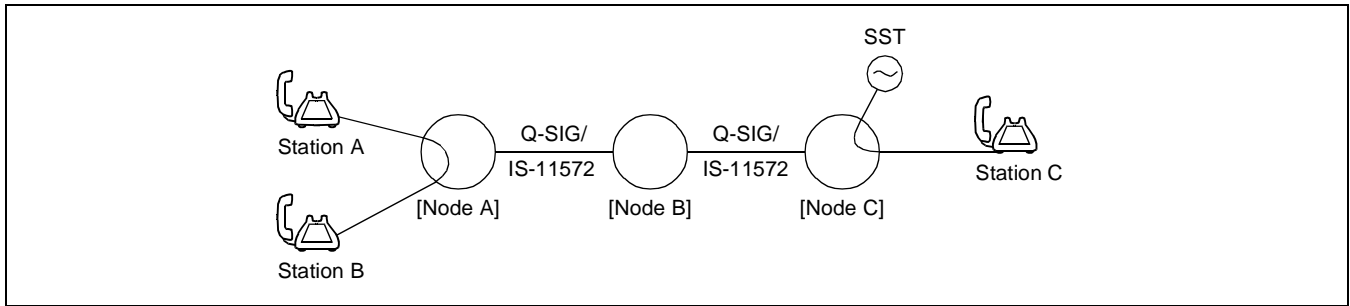 SST
Station A
Q-SIG/
IS-11572
Q-SIG/
IS-11572
Station C
[Node A]
[Node B]
[Node C]
Station B